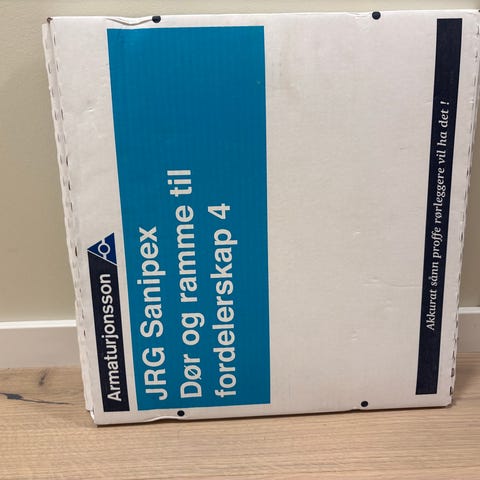 Armaturjonsson
JRG Sanipex
Dør og ramme til
fordelerskap 4
Akkurat sånn proffe rørleggere vil ha det !